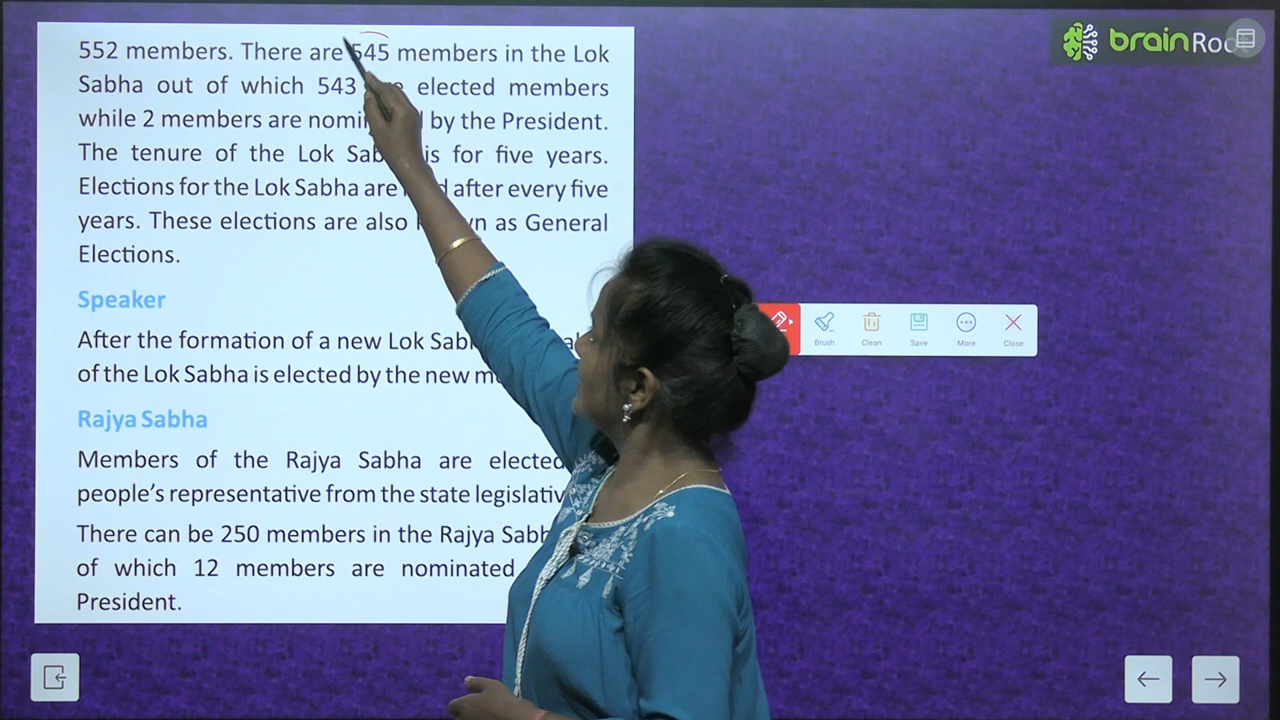 552 members. There are 545 members in the Lok
Sabha out of which 543 elected members
while 2 members are by the President.
The tenure of the Lok is for five years.
Elections for the Lok Sabha are after every five
years. These elections are also as General
Elections.
Speaker
After the formation of a new Lok
of the Lok Sabha is elected by the new
Rajya Sabha
Members of the Rajya Sabha are elected
people's representative from the state
There can be 250 members in the Rajya
of which 12 members are nominated
President.
brainRoo
Brush Clean Save More Close